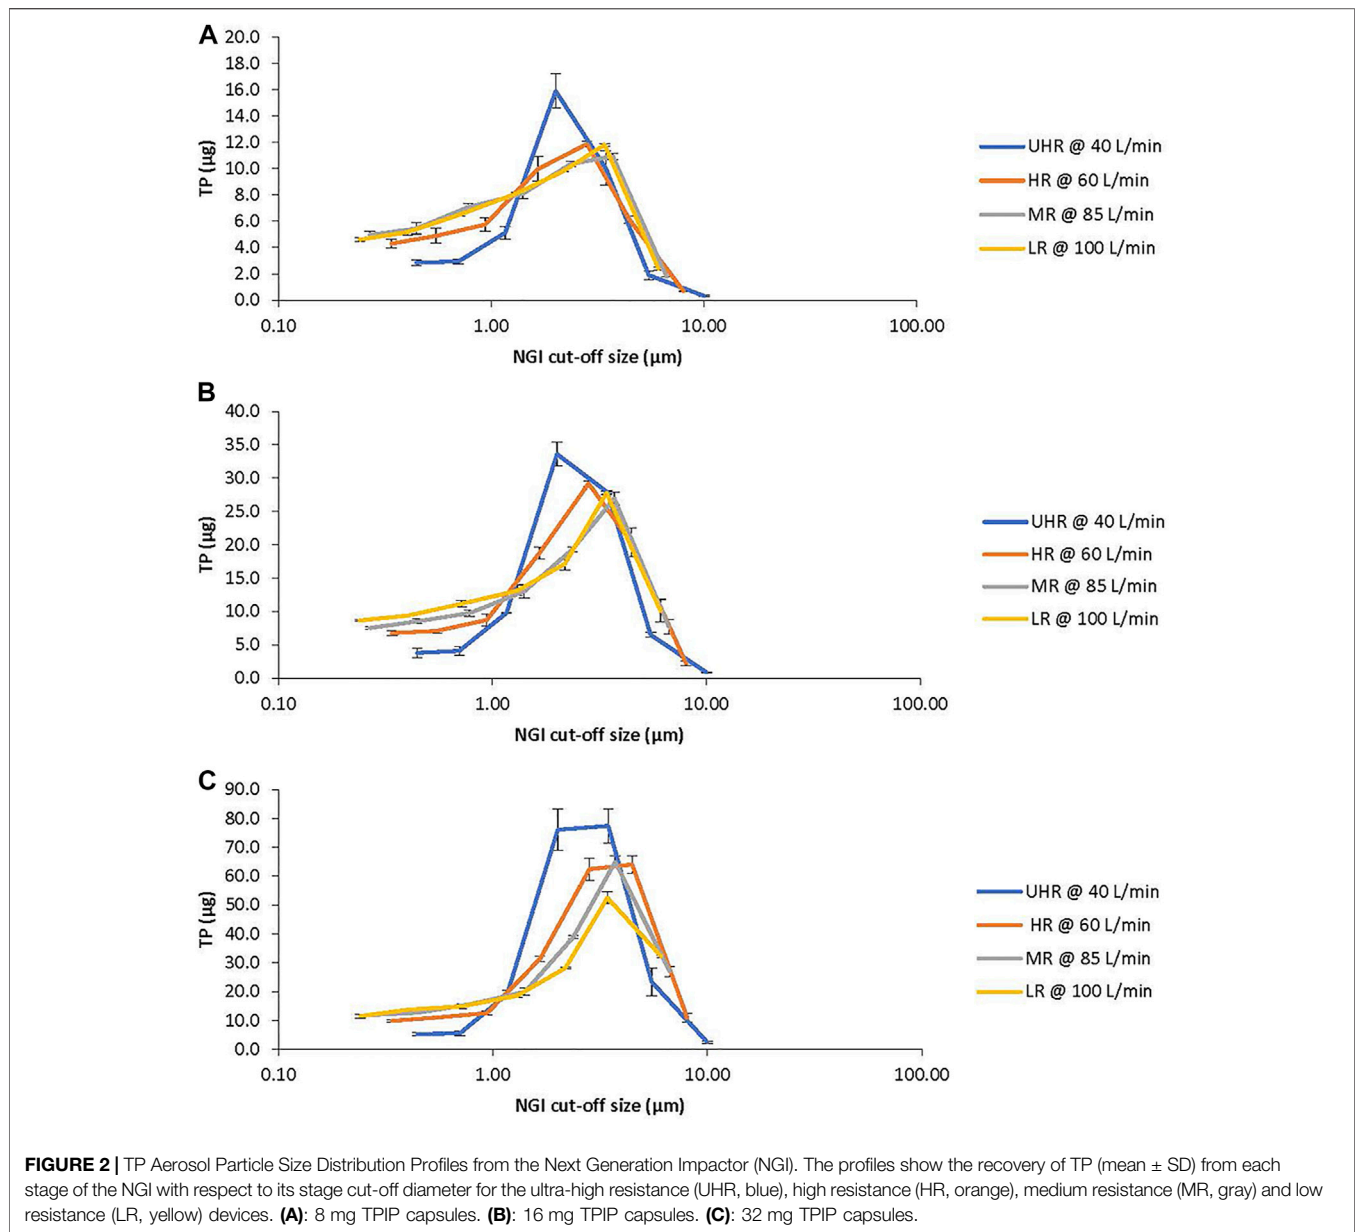 A
20.0
18.0
16.0
14.0
12.0
10.0
8.0
6.0
4.0
2.0
0.0
TP (µg)
0.10 1.00 10.00 100.00
NGI cut-off size (µm)
UHR @ 40 L/min
HR @ 60 L/min
MR @ 85 L/min
LR @ 100 L/min
B
40.0
35.0
30.0
25.0
20.0
15.0
10.0
5.0
0.0
TP (µg)
0.10 1.00 10.00 100.00
NGI cut-off size (µm)
UHR @ 40 L/min
HR @ 60 L/min
MR @ 85 L/min
LR @ 100 L/min
C
90.0
80.0
70.0
60.0
50.0
40.0
30.0
20.0
10.0
0.0
TP (µg)
0.10 1.00 10.00 100.00
NGI cut-off size (µm)
UHR @ 40 L/min
HR @ 60 L/min
MR @ 85 L/min
LR @ 100 L/min
FIGURE 2 | TP Aerosol Particle Size Distribution Profiles from the Next Generation Impactor (NGI). The profiles show the recovery of TP (mean ± SD) from each
stage of the NGI with respect to its stage cut-off diameter for the ultra-high resistance (UHR, blue), high resistance (HR, orange), medium resistance (MR, gray) and low
resistance (LR, yellow) devices. (A): 8 mg TPIP capsules. (B): 16 mg TPIP capsules. (C): 32 mg TPIP capsules.